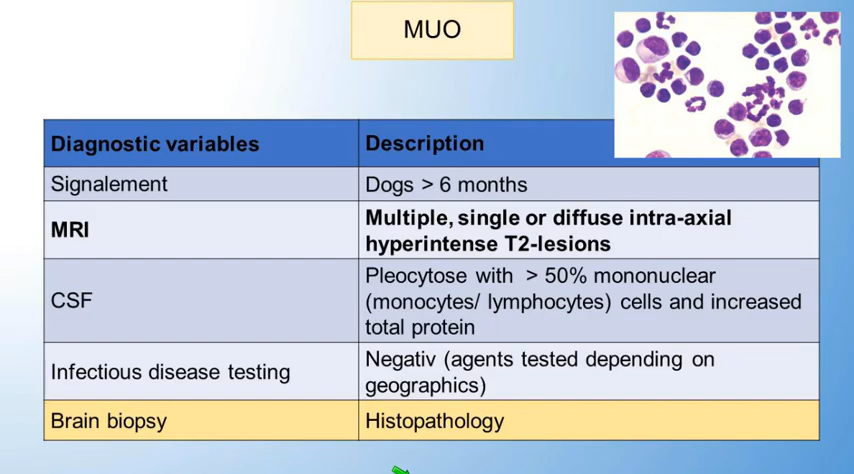 MUO
Diagnostic variables
Description
Signalement
Dogs > 6 months
MRI
Multiple, single or diffuse intra-axial
hyperintense T2-lesions
CSF
Pleocytose with > 50% mononuclear
(monocytes/ lymphocytes) cells and increased
total protein
Infectious disease testing
Negativ (agents tested depending on
geographics)
Brain biopsy
Histopathology